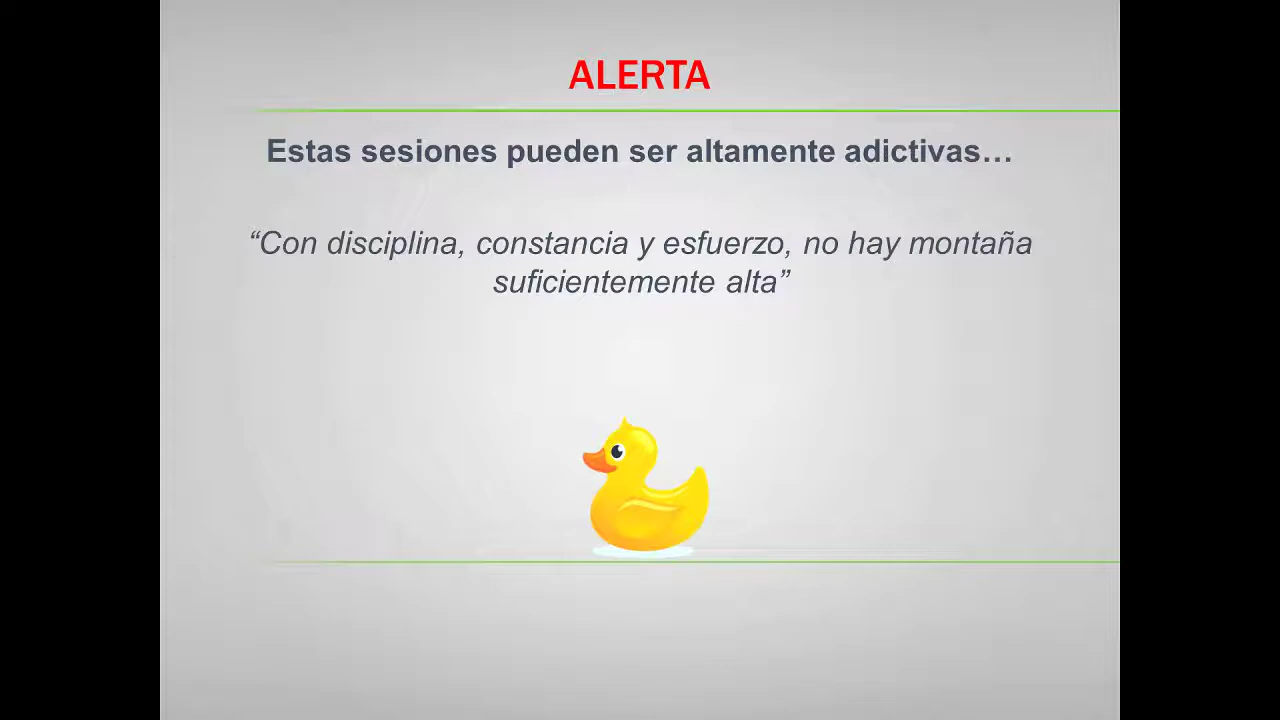 ALERTA
Estas sesiones pueden ser altamente adictivas…
“Con disciplina, constancia y esfuerzo, no hay montaña
suficientemente alta”